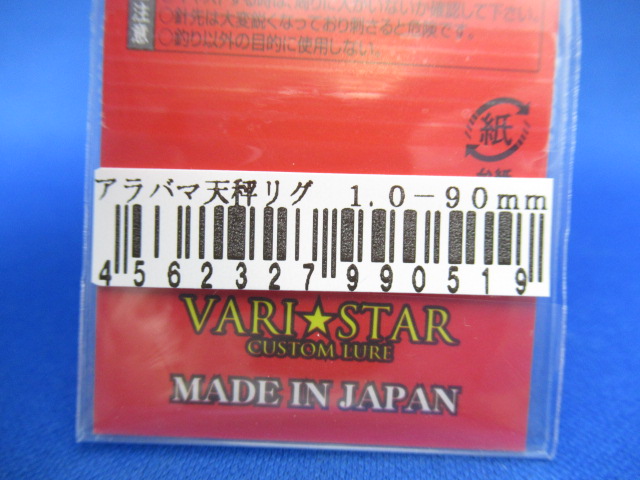 注意
○針先は大変鋭くなっており刺さると危険です。
○釣り以外の目的に使用しない。
紙
アラバマ天秤リグ 1.0-90mm
4562327990519
VARI★STAR
CUSTOM LURE
MADE IN JAPAN